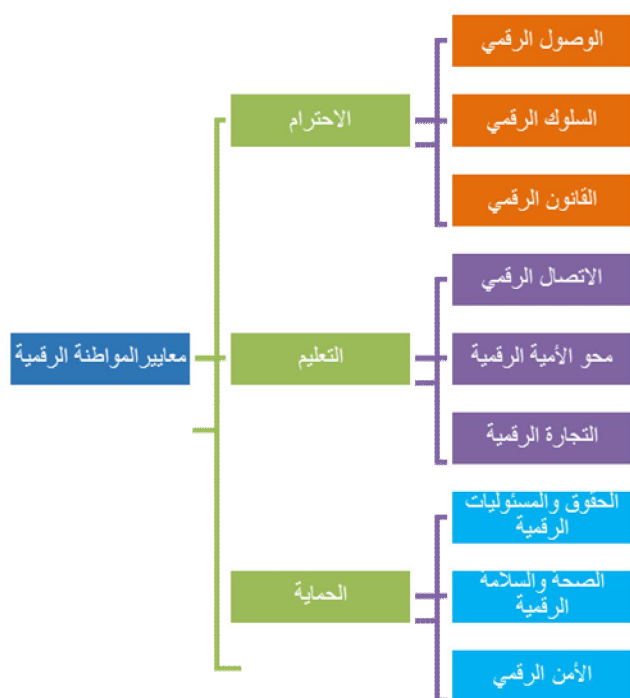 معايير المواطنة الرقمية
الاحترام
الوصول الرقمي
السلوك الرقمي
القانون الرقمي
التعليم
الاتصال الرقمي
محو الأمية الرقمية
التجارة الرقمية
الحماية
الحقوق والمسئوليات
الرقمية
الصحة والسلامة
الرقمية
الأمن الرقمي